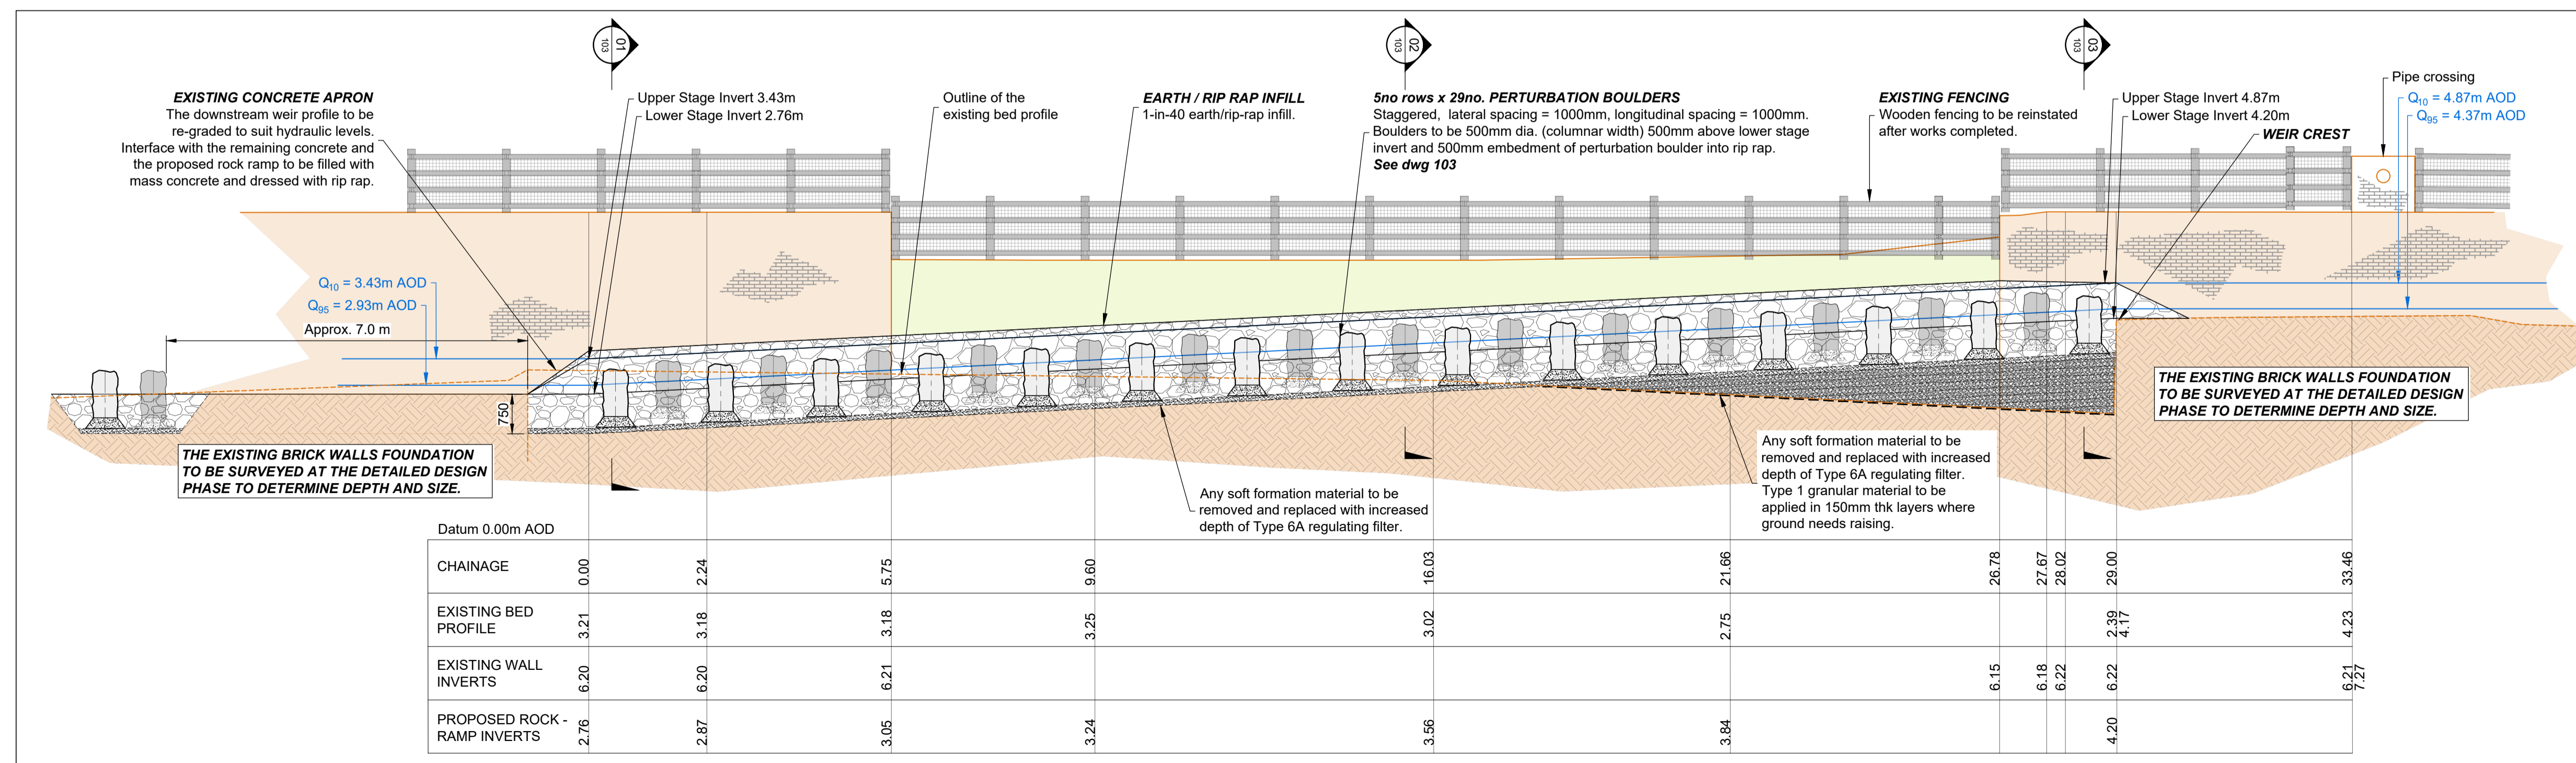 01
103
02
103
03
103
EXISTING CONCRETE APRON
The downstream weir profile to be
re-graded to suit hydraulic levels.
Interface with the remaining concrete and
the proposed rock ramp to be filled with
mass concrete and dressed with rip rap.
Upper Stage Invert 3.43m
Lower Stage Invert 2.76m
Outline of the
existing bed profile
EARTH / RIP RAP INFILL
1-in-40 earth/rip-rap infill.
5no rows x 29no. PERTURBATION BOULDERS
Staggered, lateral spacing = 1000mm, longitudinal spacing = 1000mm.
Boulders to be 500mm dia. (columnar width) 500mm above lower stage
invert and 500mm embedment of perturbation boulder into rip rap.
See dwg 103
EXISTING FENCING
Wooden fencing to be reinstated
after works completed.
Upper Stage Invert 4.87m
Lower Stage Invert 4.20m
WEIR CREST
Pipe crossing
Q10 = 4.87m AOD
Q95 = 4.37m AOD
Q10 = 3.43m AOD
Q95 = 2.93m AOD
Approx. 7.0 m
750
THE EXISTING BRICK WALLS FOUNDATION
TO BE SURVEYED AT THE DETAILED DESIGN
PHASE TO DETERMINE DEPTH AND SIZE.
Any soft formation material to be
removed and replaced with increased
depth of Type 6A regulating filter.
Any soft formation material to be
removed and replaced with increased
depth of Type 6A regulating filter.
Type 1 granular material to be
applied in 150mm thk layers where
ground needs raising.
THE EXISTING BRICK WALLS FOUNDATION
TO BE SURVEYED AT THE DETAILED DESIGN
PHASE TO DETERMINE DEPTH AND SIZE.
Datum 0.00m AOD
CHAINAGE 0.00 2.24 5.75 9.60 16.03 21.66 26.78 27.67 28.02 29.00 33.46
EXISTING BED
PROFILE 3.21 3.18 3.18 3.25 3.02 2.75 2.39 4.17 4.23
EXISTING WALL
INVERTS 6.20 6.20 6.21 6.15 6.18 6.22 6.22 6.21 7.27
PROPOSED ROCK -
RAMP INVERTS 2.76 2.87 3.05 3.24 3.56 3.84 4.20